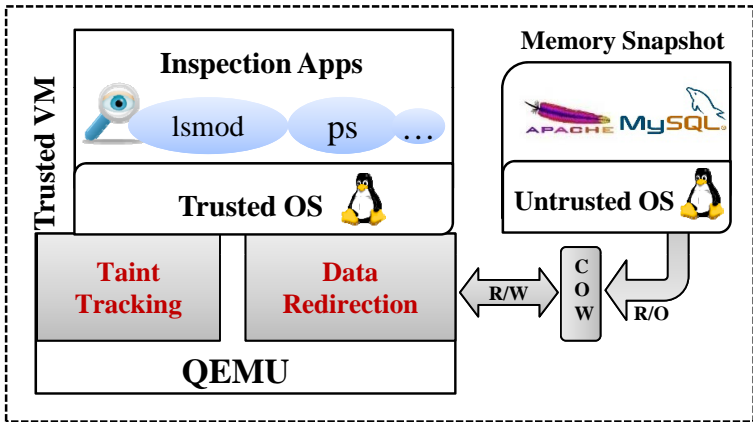 Memory Snapshot
Inspection Apps
Trusted VM
lsmod
ps
...
APACHE
MySQL®
Trusted OS
Untrusted OS
Taint
Tracking
Data
Redirection
R/W
C
O
W
R/O
QEMU